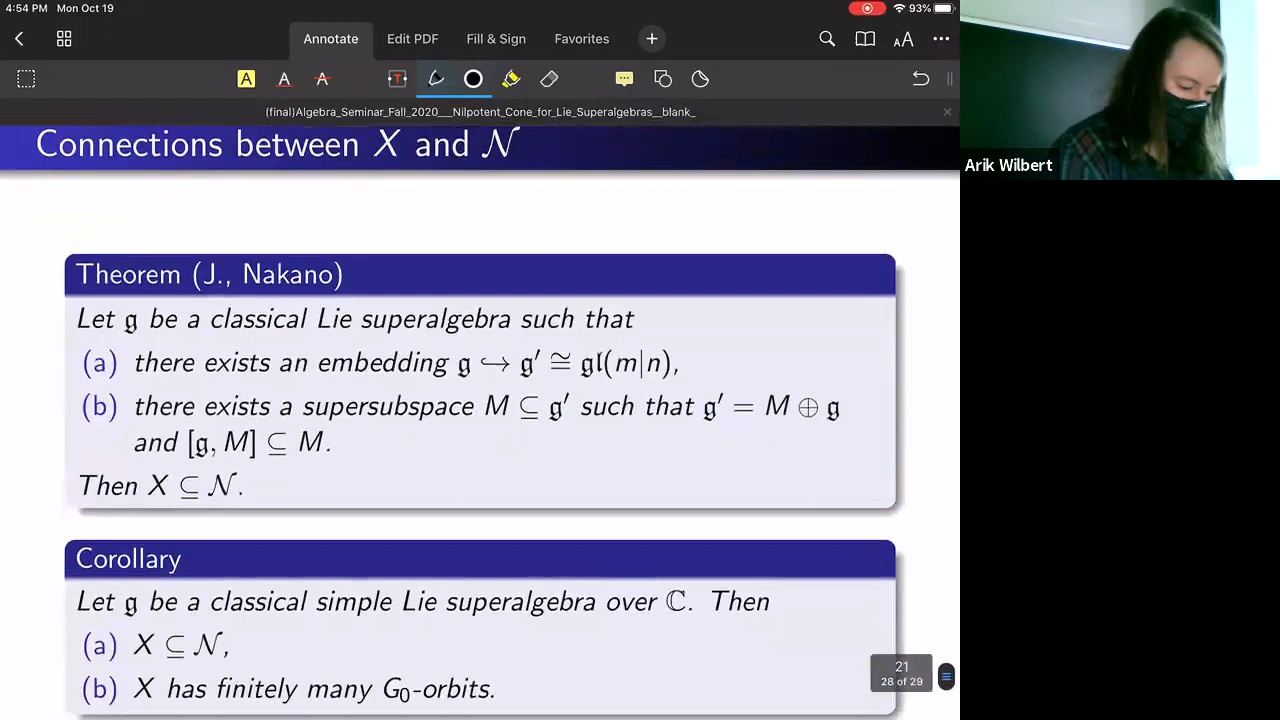 4:54 PM Mon Oct 19
93%
Annotate
Edit PDF
Fill & Sign
Favorites
(final)Algebra_Seminar_Fall_2020___Nilpotent_Cone_for_Lie_Superalgebras__blank_
Connections between X and 𝒩
Theorem (J., Nakano)
Let 𝔤 be a classical Lie superalgebra such that
(a) there exists an embedding 𝔤 ↪ 𝔤′ ≅ 𝔤𝔩(m|n),
(b) there exists a supersubspace M ⊆ 𝔤′ such that 𝔤′ = M ⊕ 𝔤
and [𝔤, M] ⊆ M.
Then X ⊆ 𝒩.
Corollary
Let 𝔤 be a classical simple Lie superalgebra over ℂ. Then
(a) X ⊆ 𝒩,
(b) X has finitely many G₀-orbits.
21
28 of 29
Arik Wilbert